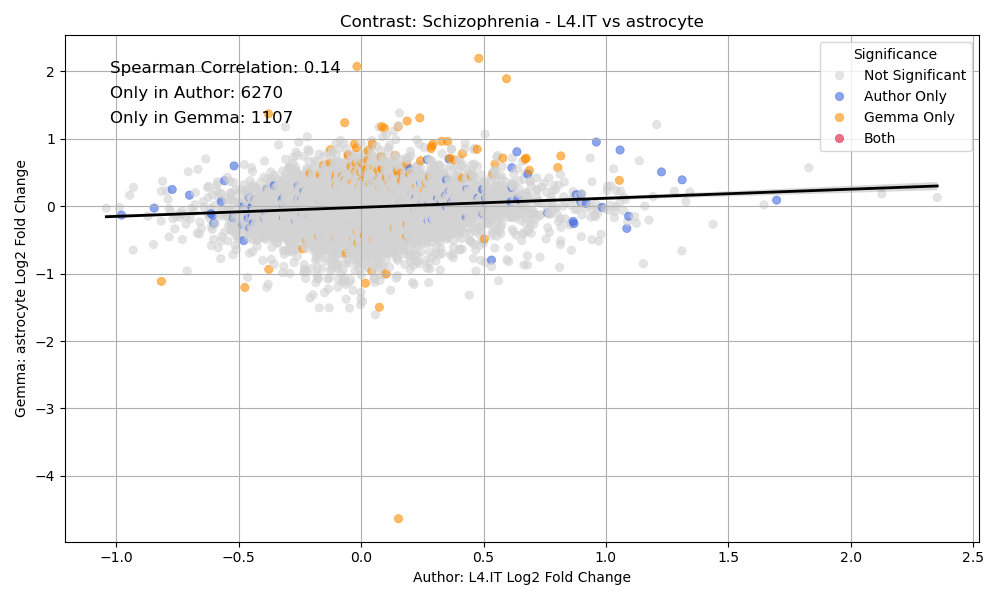 Contrast: Schizophrenia - L4.IT vs astrocyte
Spearman Correlation: 0.14
Only in Author: 6270
Only in Gemma: 1107
Significance
Not Significant
Author Only
Gemma Only
Both
2
1
0
−1
−2
−3
−4
Gemma: astrocyte Log2 Fold Change
−1.0
−0.5
0.0
0.5
1.0
1.5
2.0
2.5
Author: L4.IT Log2 Fold Change